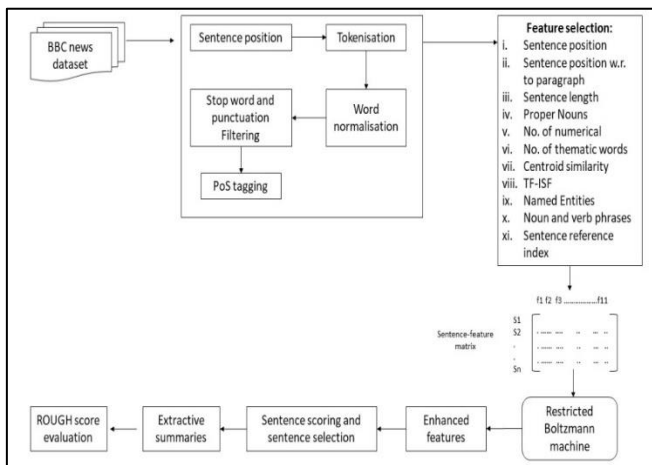 BBC news
dataset
Sentence position
Tokenisation
Stop word and
punctuation
Filtering
Word
normalisation
PoS tagging
Feature selection:
i. Sentence position
ii. Sentence position w.r.
to paragraph
iii. Sentence length
iv. Proper Nouns
v. No. of numerical
vi. No. of thematic words
vii. Centroid similarity
viii. TF-ISF
ix. Named Entities
x. Noun and verb phrases
xi. Sentence reference
index
f1 f2 f3 ..................f11
Sentence-feature
matrix
S1
S2
.
.
Sn
ROUGH score
evaluation
Extractive
summaries
Sentence scoring and
sentence selection
Enhanced
features
Restricted
Boltzmann
machine